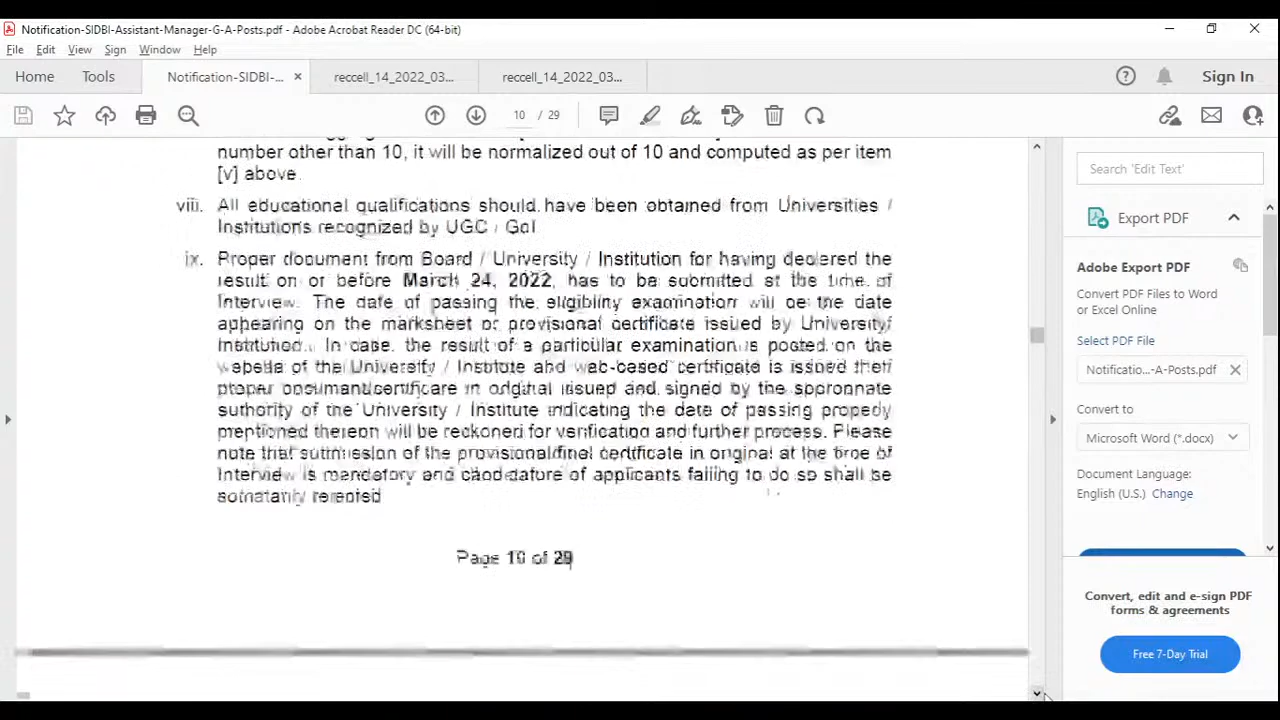 Notification-SIDBI-Assistant-Manager-G-A-Posts.pdf - Adobe Acrobat Reader DC (64-bit)
File Edit View Sign Window Help
Home Tools Notification-SIDBI-... × reccell_14_2022_03... reccell_14_2022_03... Sign In
10 / 29
number other than 10, it will be normalized out of 10 and computed as per item
[v] above.
viii. All educational qualifications should have been obtained from Universities /
Institutions recognized by UGC / GoI
ix. Proper document from Board / University / Institution for having declared the
result on or before March 24, 2022, has to be submitted at the time of
Interview. The date of passing the eligibility examination will be the date
appearing on the marksheet or provisional certificate issued by University/
In case, the result of a particular examination is posted on the
of the University / Institute and web-based certificate is issued then
proper in original issued and signed by the appropriate
authority of the University / Institute indicating the date of passing properly
mentioned thereon will be reckoned for verification and further process. Please
note that submission of the provisional/final certificate in original at the time of
Interview is mandatory and candidature of applicants failing to do so shall be
Page 10 of 29
Search 'Edit Text'
Export PDF
Adobe Export PDF
Convert PDF Files to Word
or Excel Online
Select PDF File
Notificatio...-A-Posts.pdf ×
Convert to
Microsoft Word (*.docx)
Document Language:
English (U.S.) Change
Convert, edit and e-sign PDF
forms & agreements
Free 7-Day Trial